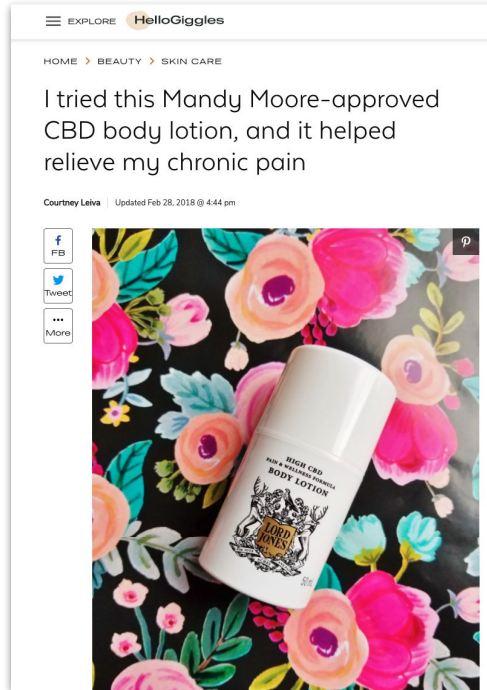 EXPLORE HelloGiggles
HOME > BEAUTY > SKIN CARE
I tried this Mandy Moore-approved
CBD body lotion, and it helped
relieve my chronic pain
Courtney Leiva | Updated Feb 28, 2018 @ 4:44 pm
FB
Tweet
More
HIGH CBD
PAIN & WELLNESS FORMULA
BODY LOTION
LORD
JONES
50ml